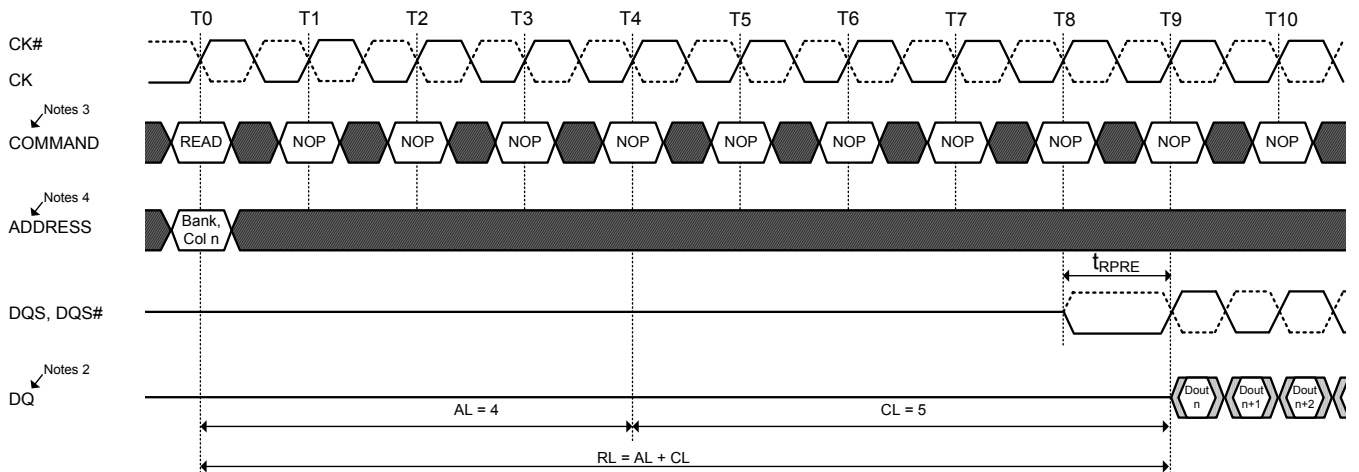 T0 T1 T2 T3 T4 T5 T6 T7 T8 T9 T10
CK#
CK
Notes 3
COMMAND READ NOP NOP NOP NOP NOP NOP NOP NOP NOP NOP
Notes 4
ADDRESS
Bank,
Col n
tRPRE
DQS, DQS#
Notes 2
DQ
Dout
n
Dout
n+1
Dout
n+2
AL = 4
CL = 5
RL = AL + CL